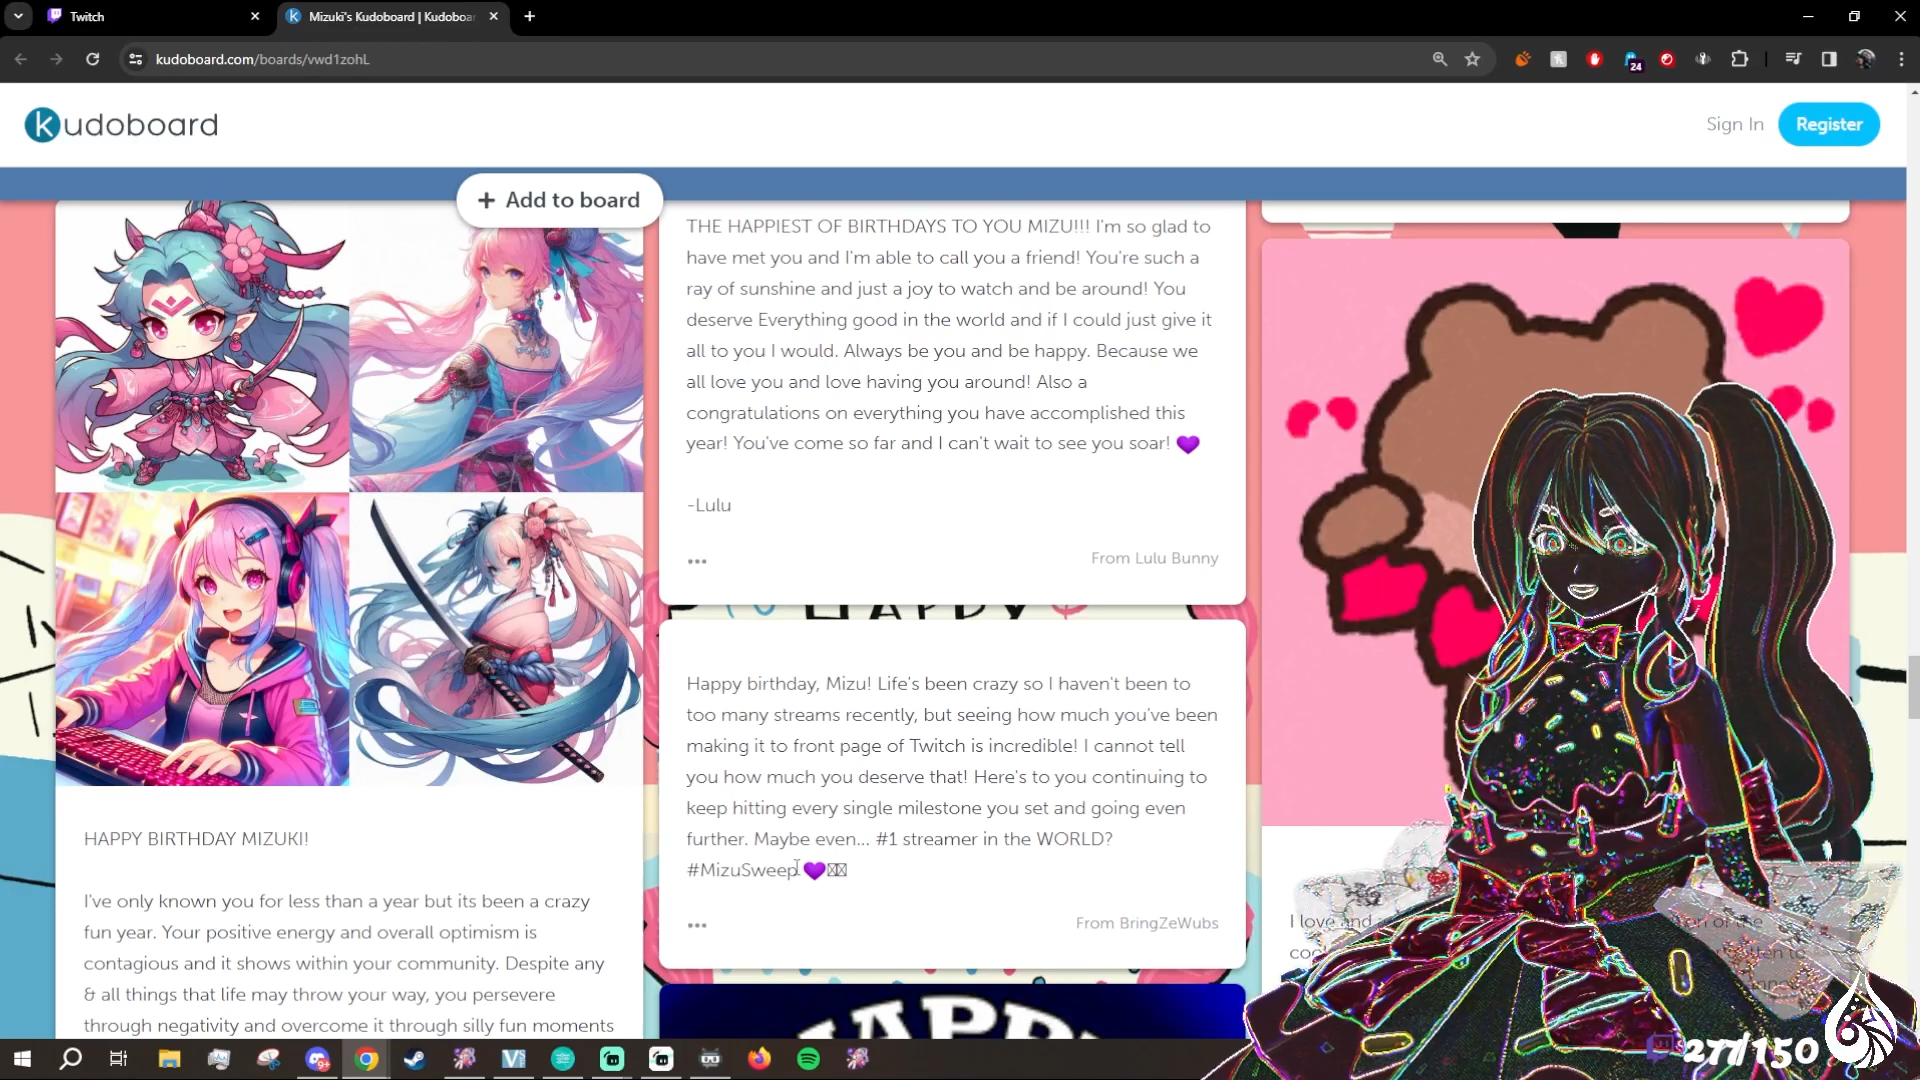 Twitch
Mizuki's Kudoboard | Kudoboar
kudoboard.com/boards/vwd1zohL
24
kudoboard
Sign In
Register
+ Add to board
HAPPY BIRTHDAY MIZUKI!
I've only known you for less than a year but its been a crazy
fun year. Your positive energy and overall optimism is
contagious and it shows within your community. Despite any
& all things that life may throw your way, you persevere
through negativity and overcome it through silly fun moments
THE HAPPIEST OF BIRTHDAYS TO YOU MIZU!!! I'm so glad to
have met you and I'm able to call you a friend! You're such a
ray of sunshine and just a joy to watch and be around! You
deserve Everything good in the world and if I could just give it
all to you I would. Always be you and be happy. Because we
all love you and love having you around! Also a
congratulations on everything you have accomplished this
year! You've come so far and I can't wait to see you soar! 💜
-Lulu
From Lulu Bunny
HAPPY
Happy birthday, Mizu! Life's been crazy so I haven't been to
too many streams recently, but seeing how much you've been
making it to front page of Twitch is incredible! I cannot tell
you how much you deserve that! Here's to you continuing to
keep hitting every single milestone you set and going even
further. Maybe even... #1 streamer in the WORLD?
#MizuSweep 💜
From BringZeWubs
HAPPY
I love and
277/150